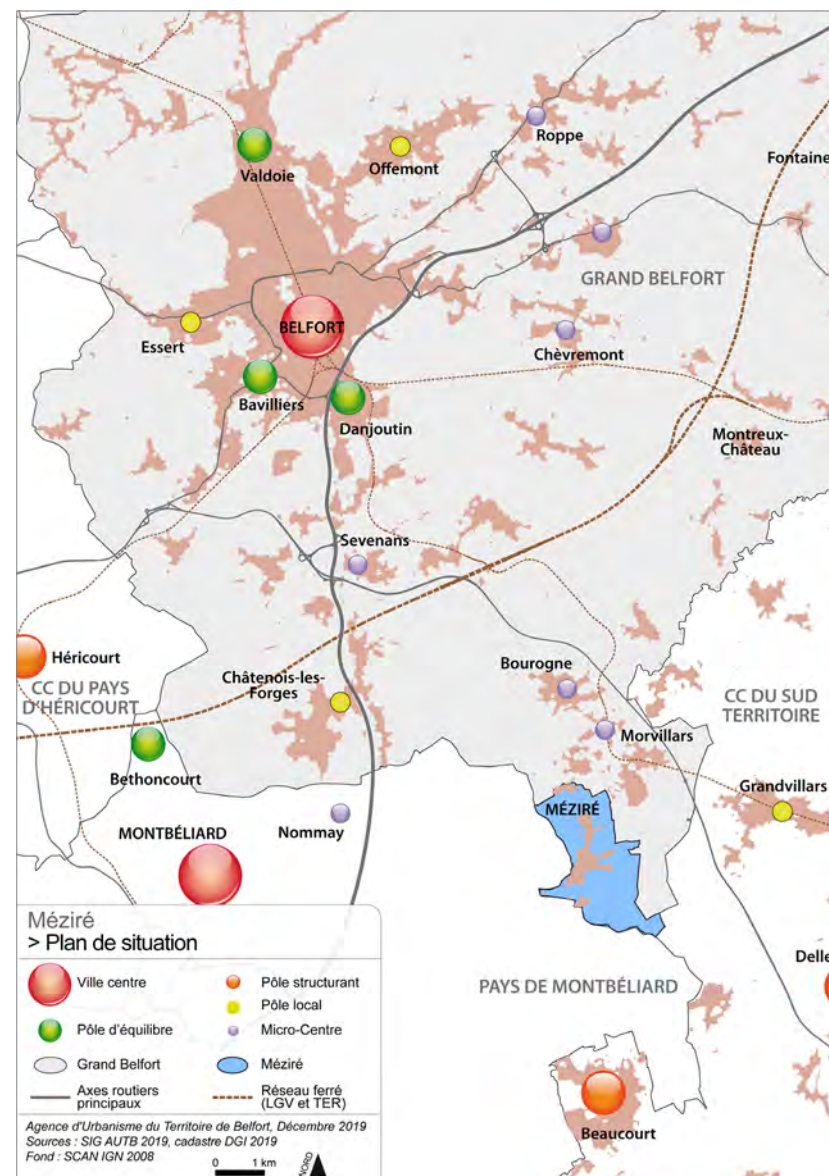 Roppe
Offemont
Valdoie
Fontaine
GRAND BELFORT
BELFORT
Essert
Chèvremont
Bavilliers
Danjoutin
Montreux-
Château
Sevenans
Héricourt
CC DU PAYS
D'HÉRICOURT
Châtenois-les-
Forges
Bourogne
CC DU SUD
TERRITOIRE
Morvillars
Bethoncourt
Grandvillars
MÉZIRÉ
MONTBÉLIARD
Nommay
PAYS DE MONTBÉLIARD
Delle
Beaucourt
Méziré
> Plan de situation
Ville centre
Pôle structurant
Pôle local
Pôle d'équilibre
Micro-Centre
Grand Belfort
Méziré
Axes routiers
principaux
Réseau ferré
(LGV et TER)
Agence d'Urbanisme du Territoire de Belfort, Décembre 2019
Sources : SIG AUTB 2019, cadastre DGI 2019
Fond : SCAN IGN 2008
0 1 km
NORD